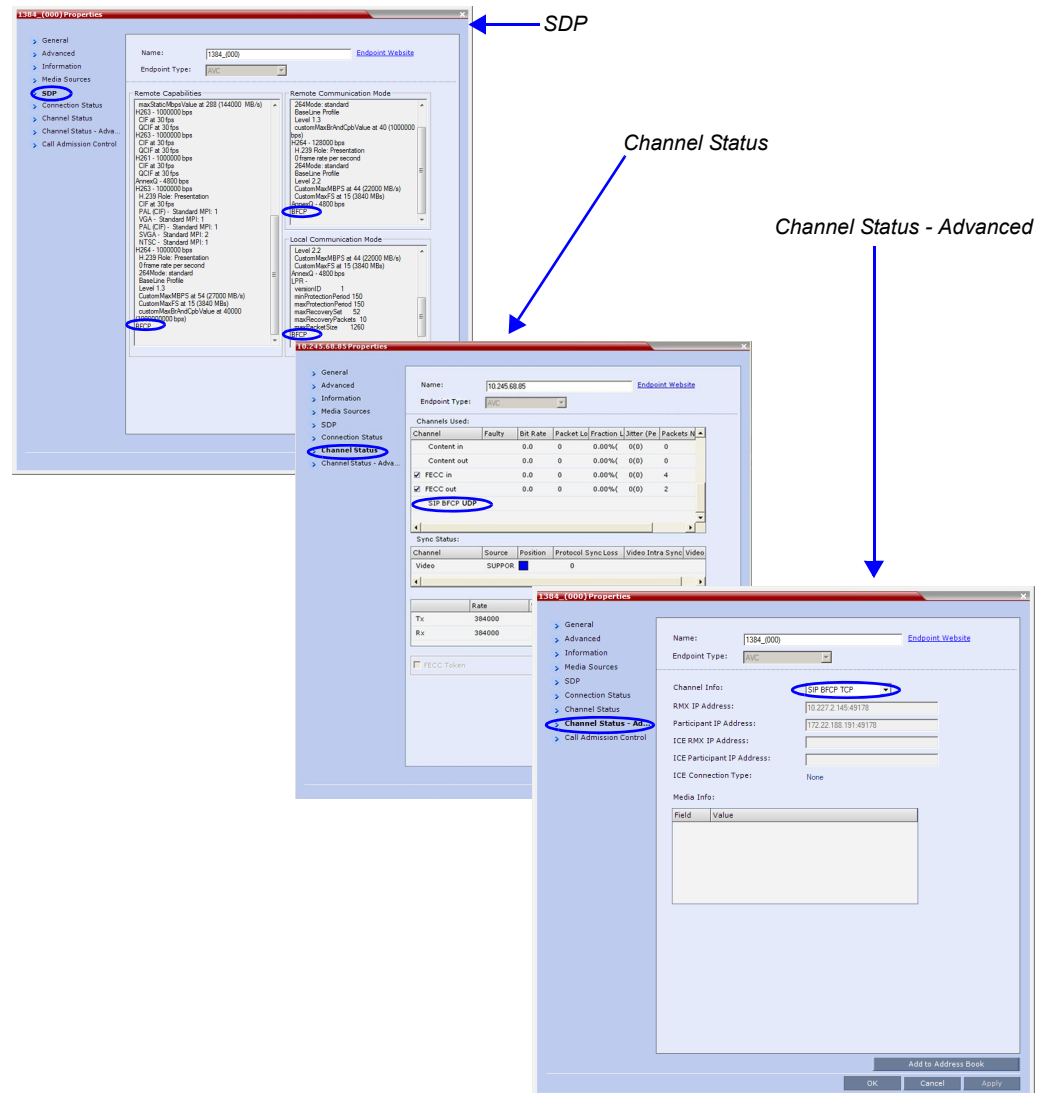 SDP
1384_(000) Properties
General
Advanced
Information
Media Sources
SDP
Connection Status
Channel Status
Channel Status - Adva...
Call Admission Control
Name: 1384_(000) Endpoint Website
Endpoint Type: AVC
Remote Capabilities
maxStaticMbpsValue at 288 (144000 MB/s)
H263 - 1000000 bps
CIF at 30 fps
QCIF at 30 fps
H263 - 1000000 bps
CIF at 30 fps
QCIF at 30 fps
H261 - 1000000 bps
CIF at 30 fps
QCIF at 30 fps
AnnexQ - 4800 bps
H263 - 1000000 bps
H.239 Role: Presentation
CIF at 30 fps
PAL (CIF) - Standard MPI: 1
VGA - Standard MPI: 1
PAL (CIF) - Standard MPI: 1
SVGA - Standard MPI: 2
NTSC - Standard MPI: 1
H264 - 1000000 bps
H.239 Role: Presentation
0 frame rate per second
264Mode: standard
BaseLine Profile
Level 1.3
CustomMaxMBPS at 54 (27000 MB/s)
CustomMaxFS at 15 (3840 MBs)
customMaxBrAndCpbValue at 40000
(1000000000 bps)
BFCP
Remote Communication Mode
264Mode: standard
BaseLine Profile
Level 1.3
customMaxBrAndCpbValue at 40 (1000000
bps)
H264 - 128000 bps
H.239 Role: Presentation
0 frame rate per second
264Mode: standard
BaseLine Profile
Level 2.2
CustomMaxMBPS at 44 (22000 MB/s)
CustomMaxFS at 15 (3840 MBs)
AnnexQ - 4800 bps
BFCP
Local Communication Mode
Level 2.2
CustomMaxMBPS at 44 (22000 MB/s)
CustomMaxFS at 15 (3840 MBs)
AnnexQ - 4800 bps
LPR -
versionID 1
minProtectionPeriod 150
maxProtectionPeriod 150
maxRecoverySet 52
maxRecoveryPackets 10
maxPacketSize 1260
BFCP
Channel Status
10.245.68.85 Properties
General
Advanced
Information
Media Sources
SDP
Connection Status
Channel Status
Channel Status - Adva...
Name: 10.245.68.85 Endpoint Website
Endpoint Type: AVC
Channels Used:
Channel Faulty Bit Rate Packet Lo Fraction L Jitter (Pe Packets N
Content in 0.0 0 0.00%( 0(0) 0
Content out 0.0 0 0.00%( 0(0) 0
FECC in 0.0 0 0.00%( 0(0) 4
FECC out 0.0 0 0.00%( 0(0) 2
SIP BFCP UDP
Sync Status:
Channel Source Position Protocol Sync Loss Video Intra Sync Video
Video SUPPOR 0
Rate
Tx 384000
Rx 384000
FECC Token
Channel Status - Advanced
1384_(000) Properties
General
Advanced
Information
Media Sources
SDP
Connection Status
Channel Status
Channel Status - Ad...
Call Admission Control
Name: 1384_(000) Endpoint Website
Endpoint Type: AVC
Channel Info: SIP BFCP TCP
RMX IP Address: 10.227.2.145:49178
Participant IP Address: 172.22.188.191:49178
ICE RMX IP Address:
ICE Participant IP Address:
ICE Connection Type: None
Media Info:
Field Value
Add to Address Book
OK Cancel Apply